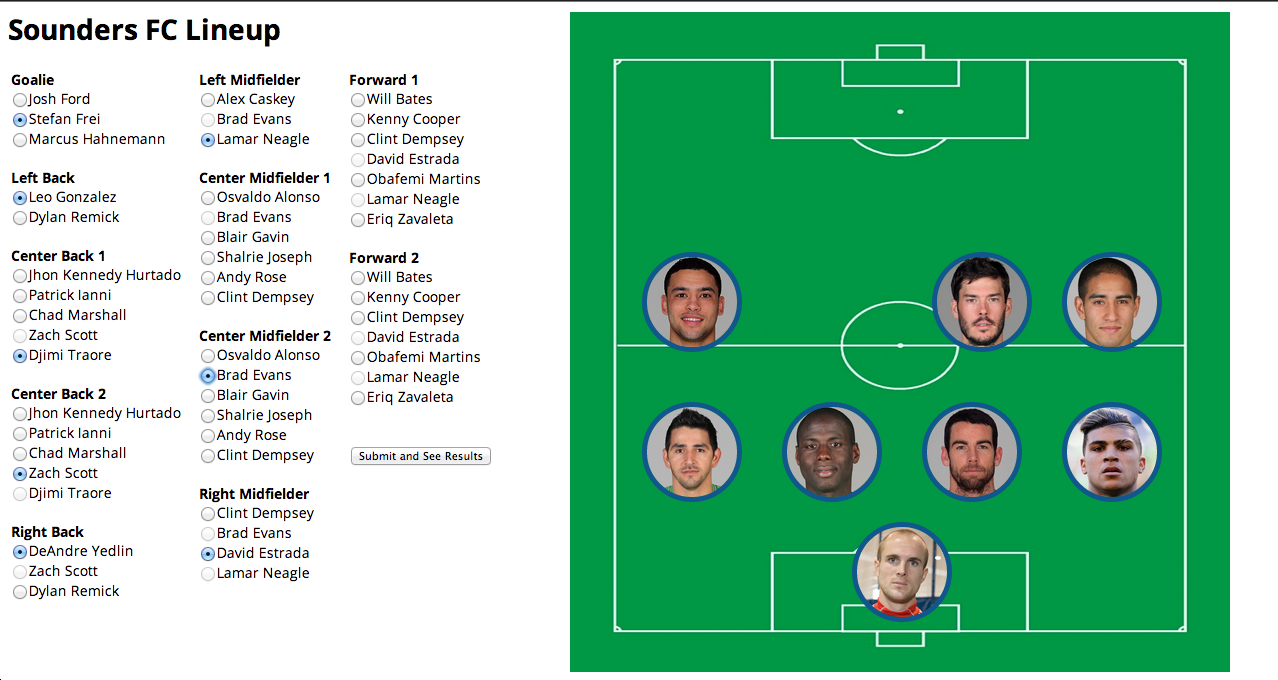 Sounders FC Lineup
Goalie
Josh Ford
Stefan Frei
Marcus Hahnemann
Left Back
Leo Gonzalez
Dylan Remick
Center Back 1
Jhon Kennedy Hurtado
Patrick Ianni
Chad Marshall
Zach Scott
Djimi Traore
Center Back 2
Jhon Kennedy Hurtado
Patrick Ianni
Chad Marshall
Zach Scott
Djimi Traore
Right Back
DeAndre Yedlin
Zach Scott
Dylan Remick
Left Midfielder
Alex Caskey
Brad Evans
Lamar Neagle
Center Midfielder 1
Osvaldo Alonso
Brad Evans
Blair Gavin
Shalrie Joseph
Andy Rose
Clint Dempsey
Center Midfielder 2
Osvaldo Alonso
Brad Evans
Blair Gavin
Shalrie Joseph
Andy Rose
Clint Dempsey
Right Midfielder
Clint Dempsey
Brad Evans
David Estrada
Lamar Neagle
Forward 1
Will Bates
Kenny Cooper
Clint Dempsey
David Estrada
Obafemi Martins
Lamar Neagle
Eriq Zavaleta
Forward 2
Will Bates
Kenny Cooper
Clint Dempsey
David Estrada
Obafemi Martins
Lamar Neagle
Eriq Zavaleta
Submit and See Results